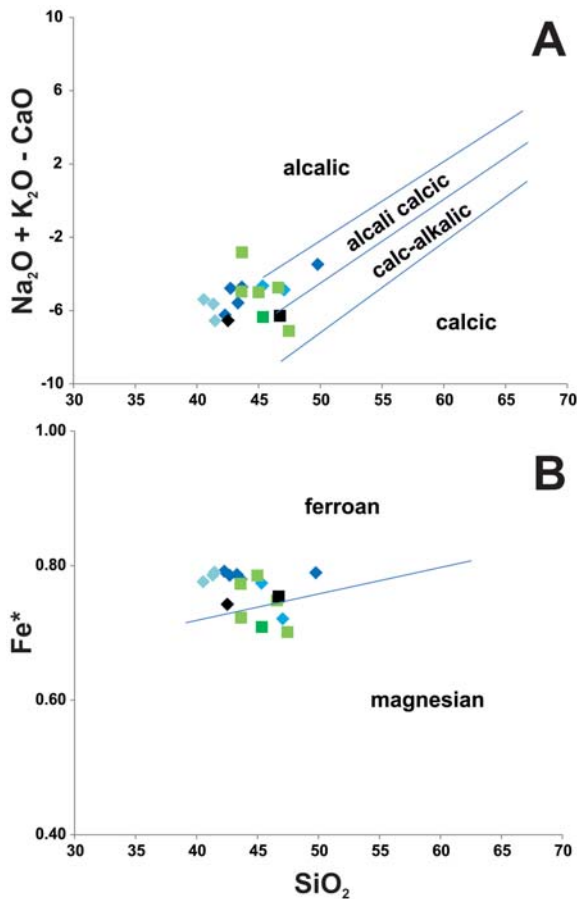 A
10
6
2
-2
-6
-10
Na₂O + K₂O - CaO
alcalic
alcali calcic
calc-alkalic
calcic
30 35 40 45 50 55 60 65 70
B
1.00
0.80
0.60
0.40
Fe*
ferroan
magnesian
30 35 40 45 50 55 60 65 70
SiO₂